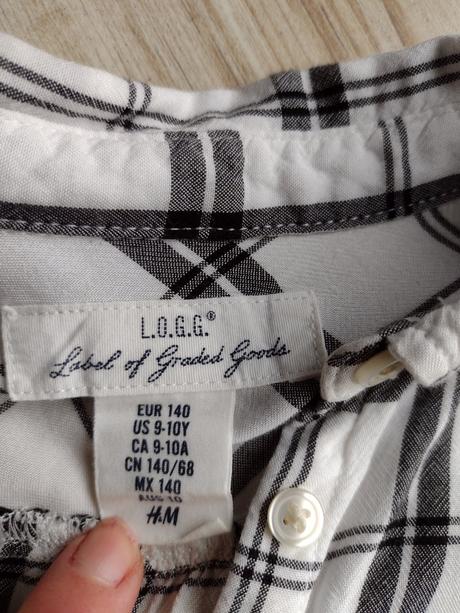 L.O.G.G.®
Label of Graded Goods
EUR 140
US 9-10Y
CA 9-10A
CN 140/68
MX 140
AUS 10
H&M